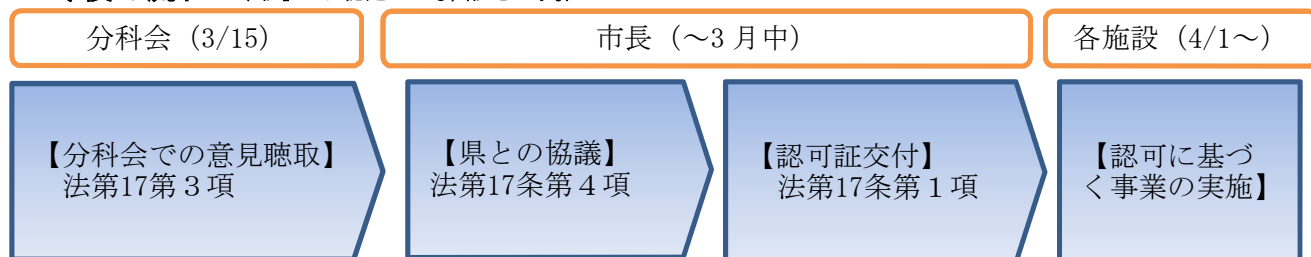 分科会（3/15）
市長（～3 月中）
各施設（4/1～）
【分科会での意見聴取】
法第17第３項
【県との協議】
法第17条第４項
【認可証交付】
法第17条第１項
【認可に基づ
く事業の実施】